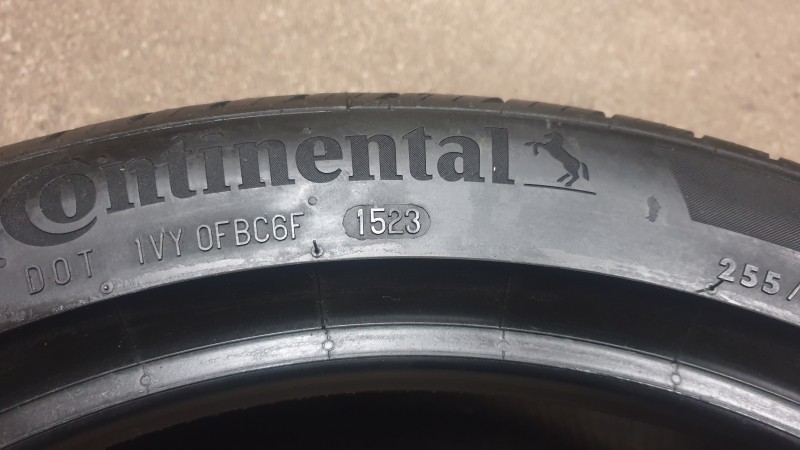 Continental
DOT 1VY 0FBC6F 1523
255/